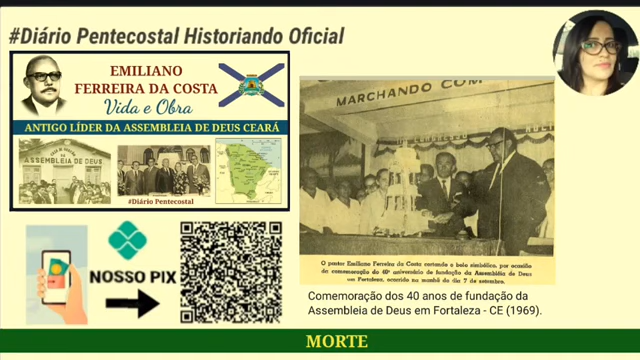 #Diário Pentecostal Historiando Oficial
EMILIANO
FERREIRA DA COSTA
Vida e Obra
ANTIGO LÍDER DA ASSEMBLEIA DE DEUS CEARÁ
ASSEMBLEIA DE DEUS
#Diário Pentecostal
NOSSO PIX
MARCHANDO COM
O pastor Emiliano Ferreira da Costa cortando o bolo simbólico, por ocasião
da comemoração do 40º aniversário de fundação da Assembléia de Deus
em Fortaleza, ocorrido na manhã do dia 7 de setembro.
Comemoração dos 40 anos de fundação da
Assembleia de Deus em Fortaleza - CE (1969).
MORTE